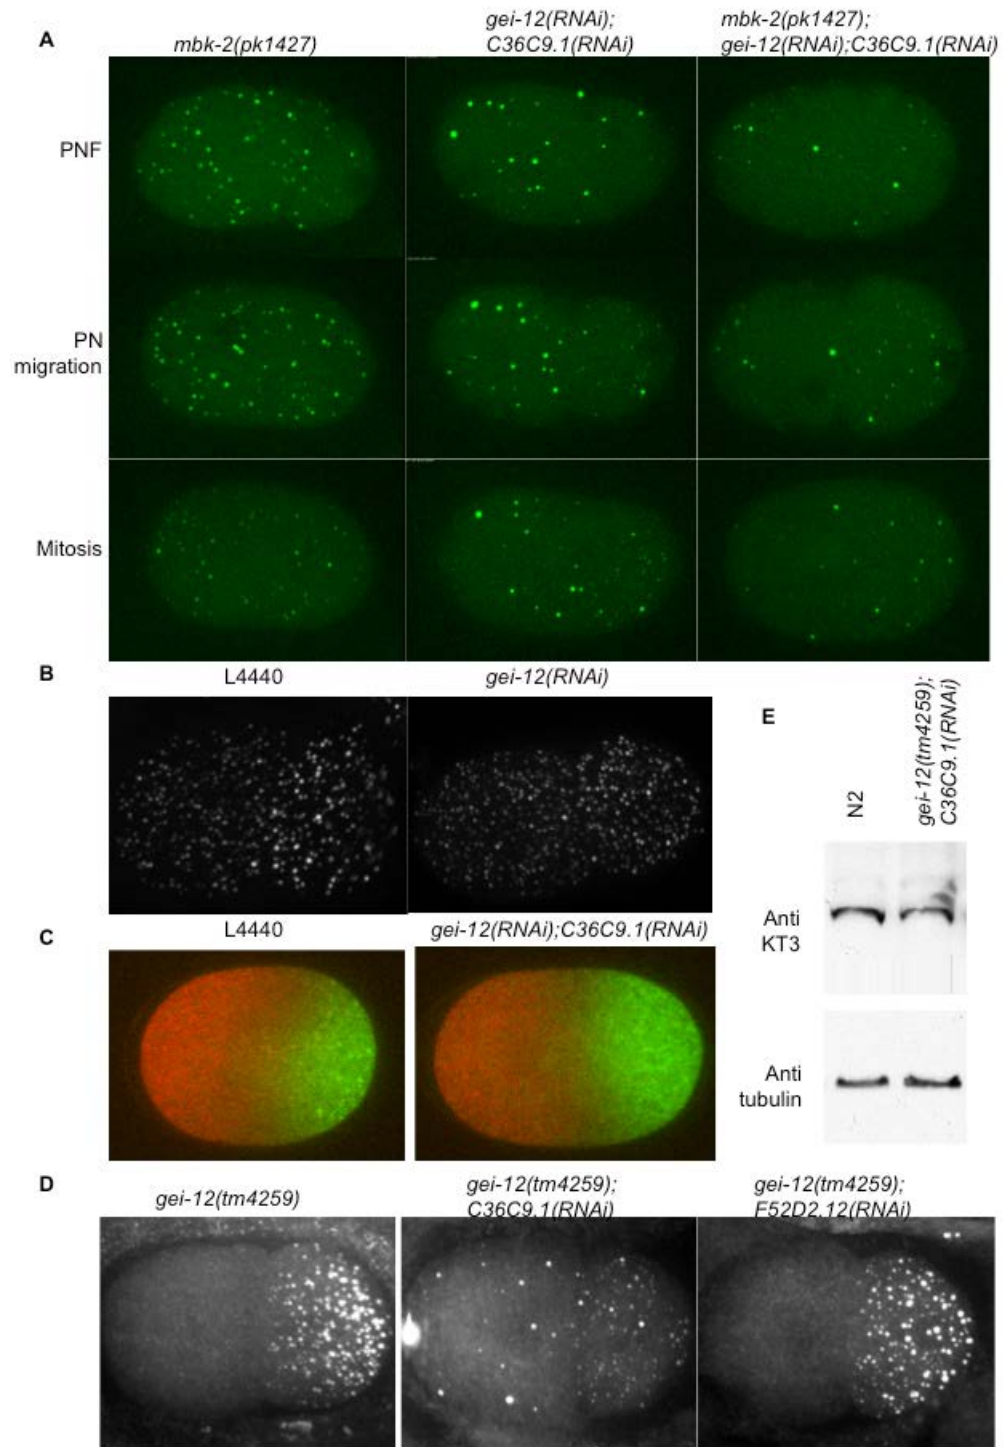 A
mbk-2(pk1427)
gei-12(RNAi);
C36C9.1(RNAi)
mbk-2(pk1427);
gei-12(RNAi);C36C9.1(RNAi)
PNF
PN
migration
Mitosis
B
L4440
gei-12(RNAi)
E
N2
gei-12(tm4259);
C36C9.1(RNAi)
Anti
KT3
Anti
tubulin
C
L4440
gei-12(RNAi);C36C9.1(RNAi)
D
gei-12(tm4259)
gei-12(tm4259);
C36C9.1(RNAi)
gei-12(tm4259);
F52D2.12(RNAi)